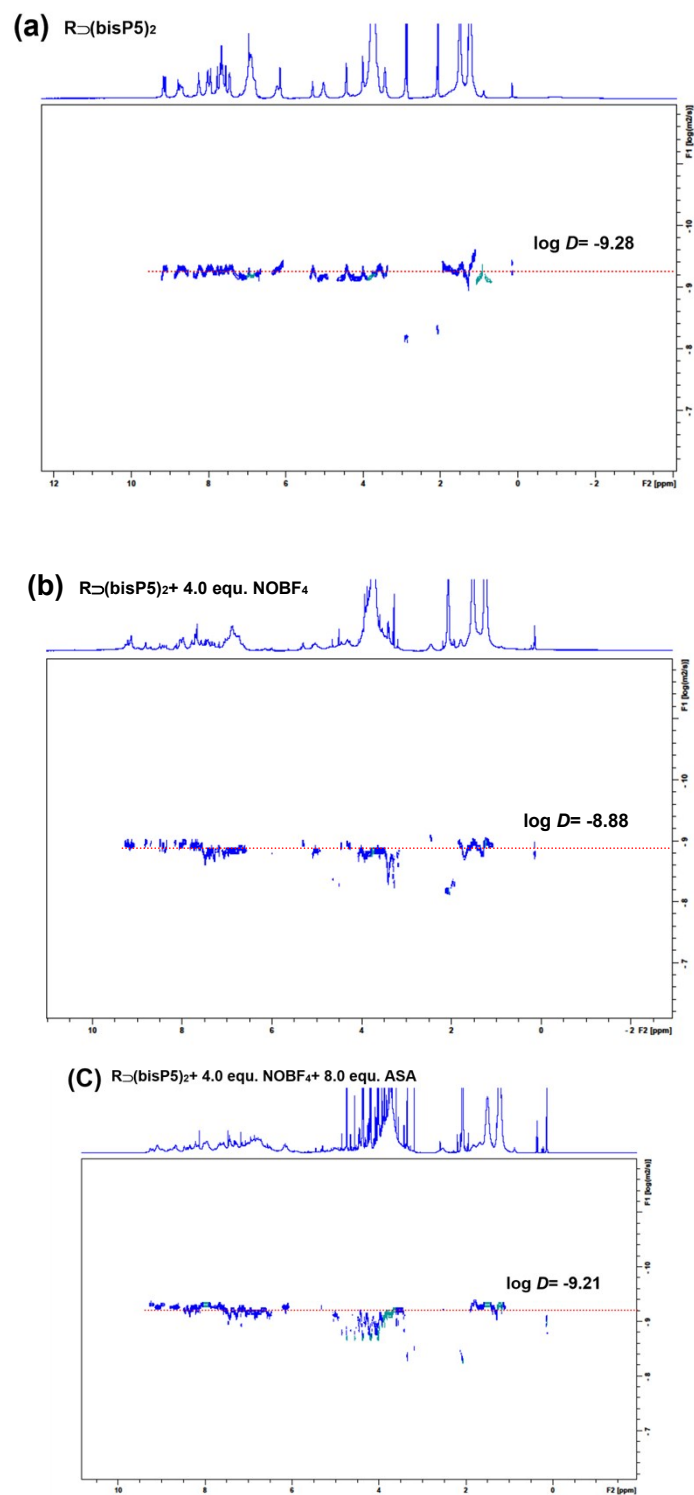 (a) R⊃(bisP5)₂
F1 [log(m2/s)]
-10
log D= -9.28
-9
-8
-7
12 10 8 6 4 2 0 -2 F2 [ppm]
(b) R⊃(bisP5)₂+ 4.0 equ. NOBF₄
F1 [log(m2/s)]
-10
log D= -8.88
-9
-8
-7
10 8 6 4 2 0 -2 F2 [ppm]
(C) R⊃(bisP5)₂+ 4.0 equ. NOBF₄+ 8.0 equ. ASA
F1 [log(m2/s)]
-10
log D= -9.21
-9
-8
-7
10 8 6 4 2 0 F2 [ppm]